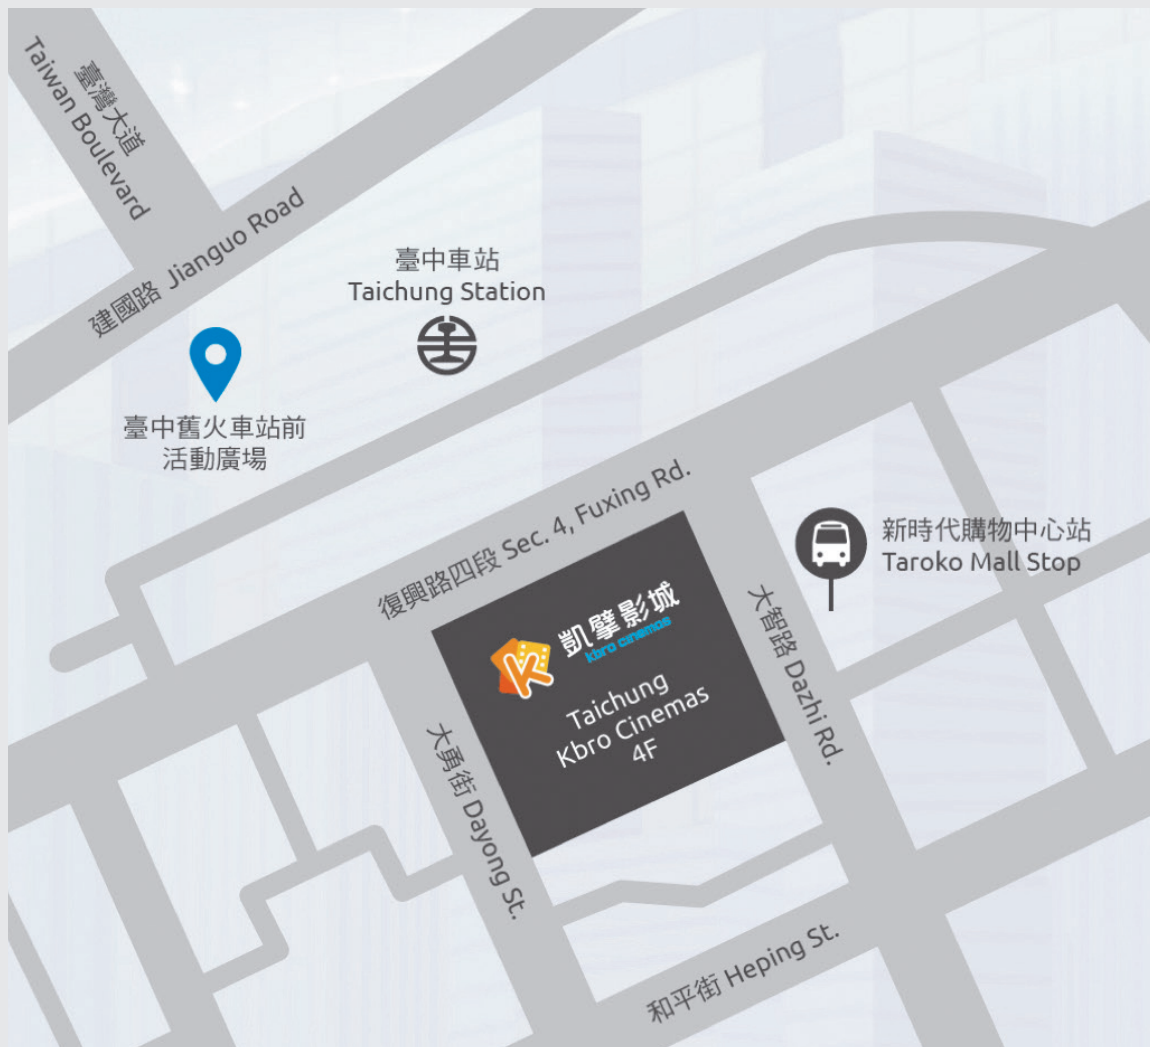 臺灣大道
Taiwan Boulevard
建國路 Jianguo Road
臺中車站
Taichung Station
臺中舊火車站前
活動廣場
復興路四段 Sec. 4, Fuxing Rd.
新時代購物中心站
Taroko Mall Stop
凱擘影城
kbro cinemas
Taichung
Kbro Cinemas
4F
大智路 Dazhi Rd.
大勇街 Dayong St.
和平街 Heping St.